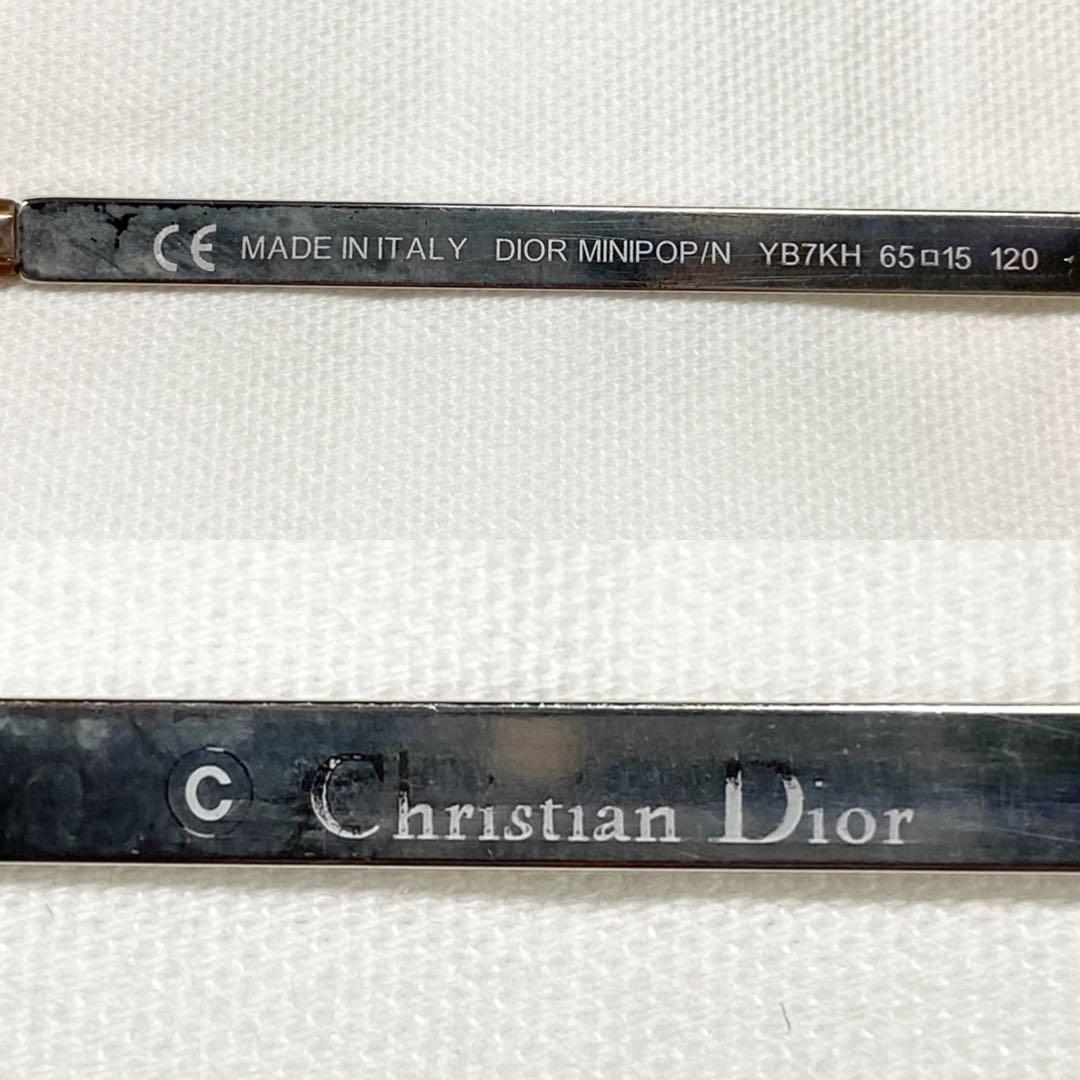 CE MADE IN ITALY DIOR MINIPOP/N YB7KH 65□15 120
© Christian Dior